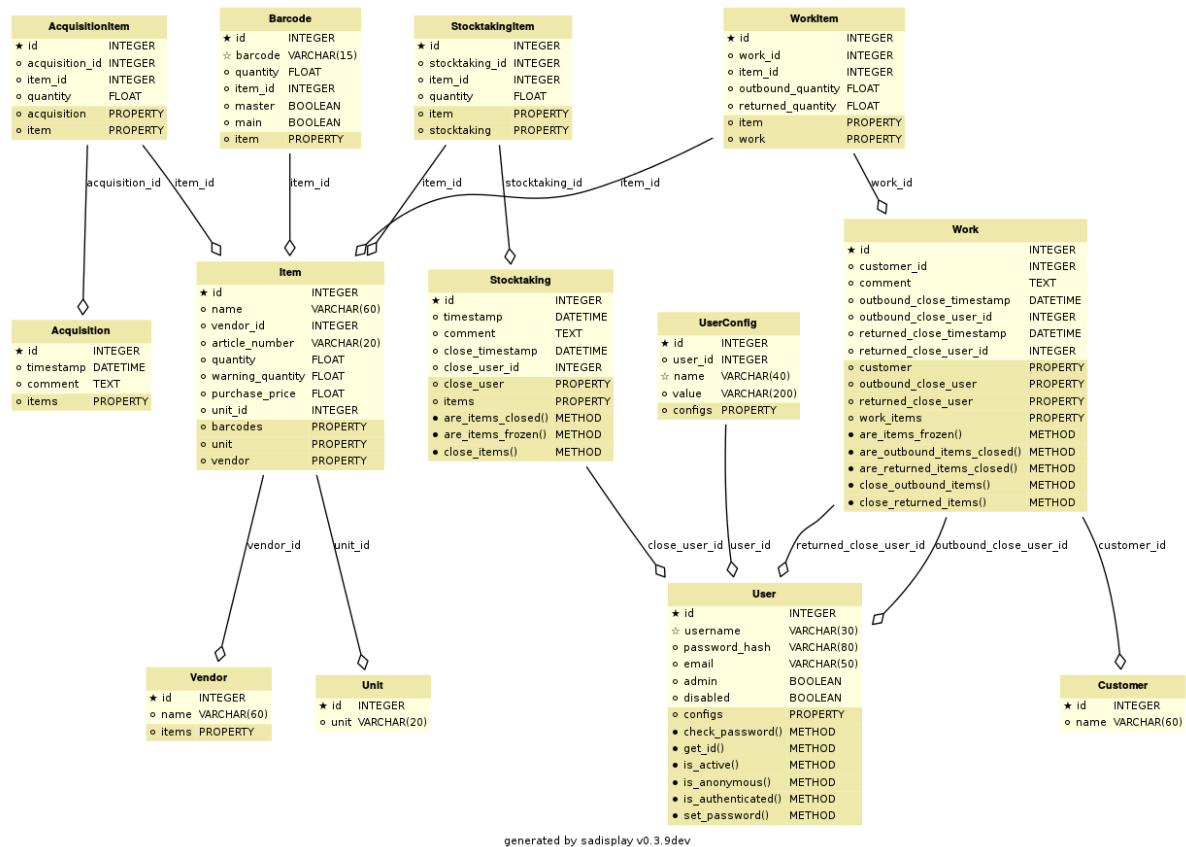 AcquisitionItem
★ id INTEGER
acquisition_id INTEGER
item_id INTEGER
quantity FLOAT
acquisition PROPERTY
item PROPERTY
Barcode
★ id INTEGER
☆ barcode VARCHAR(15)
quantity FLOAT
item_id INTEGER
master BOOLEAN
main BOOLEAN
item PROPERTY
StocktakingItem
★ id INTEGER
stocktaking_id INTEGER
item_id INTEGER
quantity FLOAT
item PROPERTY
stocktaking PROPERTY
WorkItem
★ id INTEGER
work_id INTEGER
item_id INTEGER
outbound_quantity FLOAT
returned_quantity FLOAT
item PROPERTY
work PROPERTY
acquisition_id
item_id
item_id
item_id
stocktaking_id
item_id
work_id
Acquisition
★ id INTEGER
timestamp DATETIME
comment TEXT
items PROPERTY
Item
★ id INTEGER
name VARCHAR(60)
vendor_id INTEGER
article_number VARCHAR(20)
quantity FLOAT
warning_quantity FLOAT
purchase_price FLOAT
unit_id INTEGER
barcodes PROPERTY
unit PROPERTY
vendor PROPERTY
Stocktaking
★ id INTEGER
timestamp DATETIME
comment TEXT
close_timestamp DATETIME
close_user_id INTEGER
close_user PROPERTY
items PROPERTY
are_items_closed() METHOD
are_items_frozen() METHOD
close_items() METHOD
UserConfig
★ id INTEGER
user_id INTEGER
☆ name VARCHAR(40)
value VARCHAR(200)
configs PROPERTY
Work
★ id INTEGER
customer_id INTEGER
comment TEXT
outbound_close_timestamp DATETIME
outbound_close_user_id INTEGER
returned_close_timestamp DATETIME
returned_close_user_id INTEGER
customer PROPERTY
outbound_close_user PROPERTY
returned_close_user PROPERTY
work_items PROPERTY
are_items_frozen() METHOD
are_outbound_items_closed() METHOD
are_returned_items_closed() METHOD
close_outbound_items() METHOD
close_returned_items() METHOD
vendor_id
unit_id
close_user_id
user_id
returned_close_user_id
outbound_close_user_id
customer_id
Vendor
★ id INTEGER
name VARCHAR(60)
items PROPERTY
Unit
★ id INTEGER
unit VARCHAR(20)
User
★ id INTEGER
☆ username VARCHAR(30)
password_hash VARCHAR(80)
email VARCHAR(50)
admin BOOLEAN
disabled BOOLEAN
configs PROPERTY
check_password() METHOD
get_id() METHOD
is_active() METHOD
is_anonymous() METHOD
is_authenticated() METHOD
set_password() METHOD
Customer
★ id INTEGER
name VARCHAR(60)
generated by sadisplay v0.3.9dev